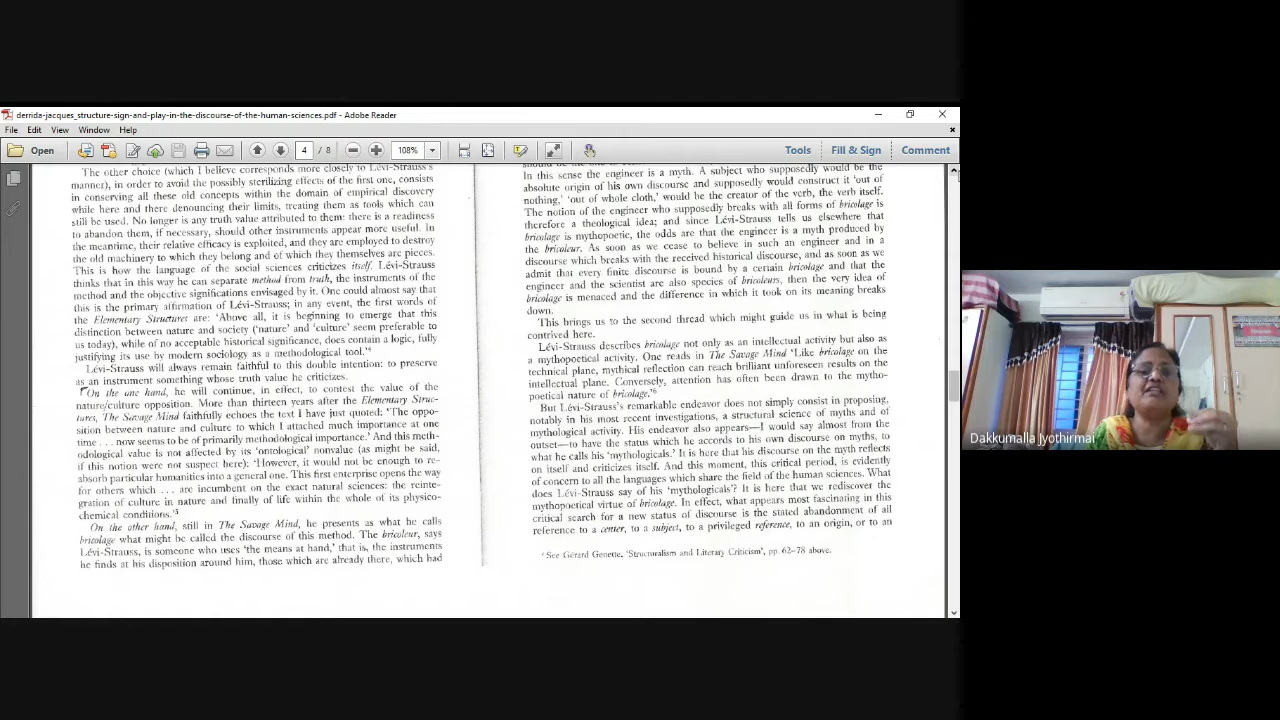 derrida-jacques_structure-sign-and-play-in-the-discourse-of-the-human-sciences.pdf - Adobe Reader
File Edit View Window Help
Open 4 / 8 108% Tools Fill & Sign Comment
The other choice (which I believe corresponds more closely to Lévi-Strauss's
manner), in order to avoid the possibly sterilizing effects of the first one, consists
in conserving all these old concepts within the domain of empirical discovery
while here and there denouncing their limits, treating them as tools which can
still be used. No longer is any truth value attributed to them: there is a readiness
to abandon them, if necessary, should other instruments appear more useful. In
the meantime, their relative efficacy is exploited, and they are employed to destroy
the old machinery to which they belong and of which they themselves are pieces.
This is how the language of the social sciences criticizes itself. Lévi-Strauss
thinks that in this way he can separate method from truth, the instruments of the
method and the objective significations envisaged by it. One could almost say that
this is the primary affirmation of Lévi-Strauss; in any event, the first words of
the Elementary Structures are: 'Above all, it is beginning to emerge that this
distinction between nature and society ('nature' and 'culture' seem preferable to
us today), while of no acceptable historical significance, does contain a logic, fully
justifying its use by modern sociology as a methodological tool.'4
Lévi-Strauss will always remain faithful to this double intention: to preserve
as an instrument something whose truth value he criticizes.
On the one hand, he will continue, in effect, to contest the value of the
nature/culture opposition. More than thirteen years after the Elementary Struc-
tures, The Savage Mind faithfully echoes the text I have just quoted: 'The oppo-
sition between nature and culture to which I attached much importance at one
time . . . now seems to be of primarily methodological importance.' And this meth-
odological value is not affected by its 'ontological' nonvalue (as might be said,
if this notion were not suspect here): 'However, it would not be enough to re-
absorb particular humanities into a general one. This first enterprise opens the way
for others which . . . are incumbent on the exact natural sciences: the reinte-
gration of culture in nature and finally of life within the whole of its physico-
chemical conditions.'5
On the other hand, still in The Savage Mind, he presents as what he calls
bricolage what might be called the discourse of this method. The bricoleur, says
Lévi-Strauss, is someone who uses 'the means at hand,' that is, the instruments
he finds at his disposition around him, those which are already there, which had
In this sense the engineer is a myth. A subject who supposedly would be the
absolute origin of his own discourse and supposedly would construct it 'out of
nothing,' 'out of whole cloth,' would be the creator of the verb, the verb itself.
The notion of the engineer who supposedly breaks with all forms of bricolage is
therefore a theological idea; and since Lévi-Strauss tells us elsewhere that
bricolage is mythopoetic, the odds are that the engineer is a myth produced by
the bricoleur. As soon as we cease to believe in such an engineer and in a
discourse which breaks with the received historical discourse, and as soon as we
admit that every finite discourse is bound by a certain bricolage and that the
engineer and the scientist are also species of bricoleurs, then the very idea of
bricolage is menaced and the difference in which it took on its meaning breaks
down.
This brings us to the second thread which might guide us in what is being
contrived here.
Lévi-Strauss describes bricolage not only as an intellectual activity but also as
a mythopoetical activity. One reads in The Savage Mind 'Like bricolage on the
technical plane, mythical reflection can reach brilliant unforeseen results on the
intellectual plane. Conversely, attention has often been drawn to the mytho-
poetical nature of bricolage.'6
But Lévi-Strauss's remarkable endeavor does not simply consist in proposing,
notably in his most recent investigations, a structural science of myths and of
mythological activity. His endeavor also appears—I would say almost from the
outset—to have the status which he accords to his own discourse on myths, to
what he calls his 'mythologicals.' It is here that his discourse on the myth reflects
on itself and criticizes itself. And this moment, this critical period, is evidently
of concern to all the languages which share the field of the human sciences. What
does Lévi-Strauss say of his 'mythologicals'? It is here that we rediscover the
mythopoetical virtue of bricolage. In effect, what appears most fascinating in this
critical search for a new status of discourse is the stated abandonment of all
reference to a center, to a subject, to a privileged reference, to an origin, or to an
See Gérard Genette, 'Structuralism and Literary Criticism', pp. 62–78 above.
Dakkumalla Jyothirmai